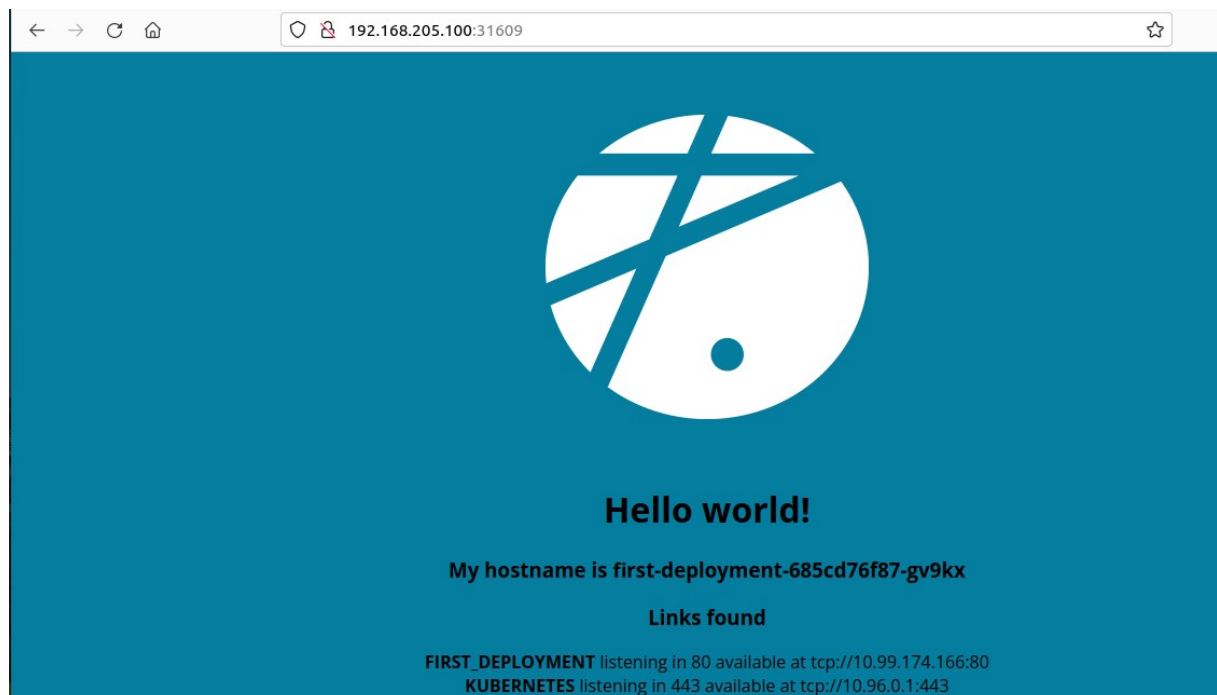 192.168.205.100:31609
Hello world!
My hostname is first-deployment-685cd76f87-gv9kx
Links found
FIRST_DEPLOYMENT listening in 80 available at tcp://10.99.174.166:80
KUBERNETES listening in 443 available at tcp://10.96.0.1:443